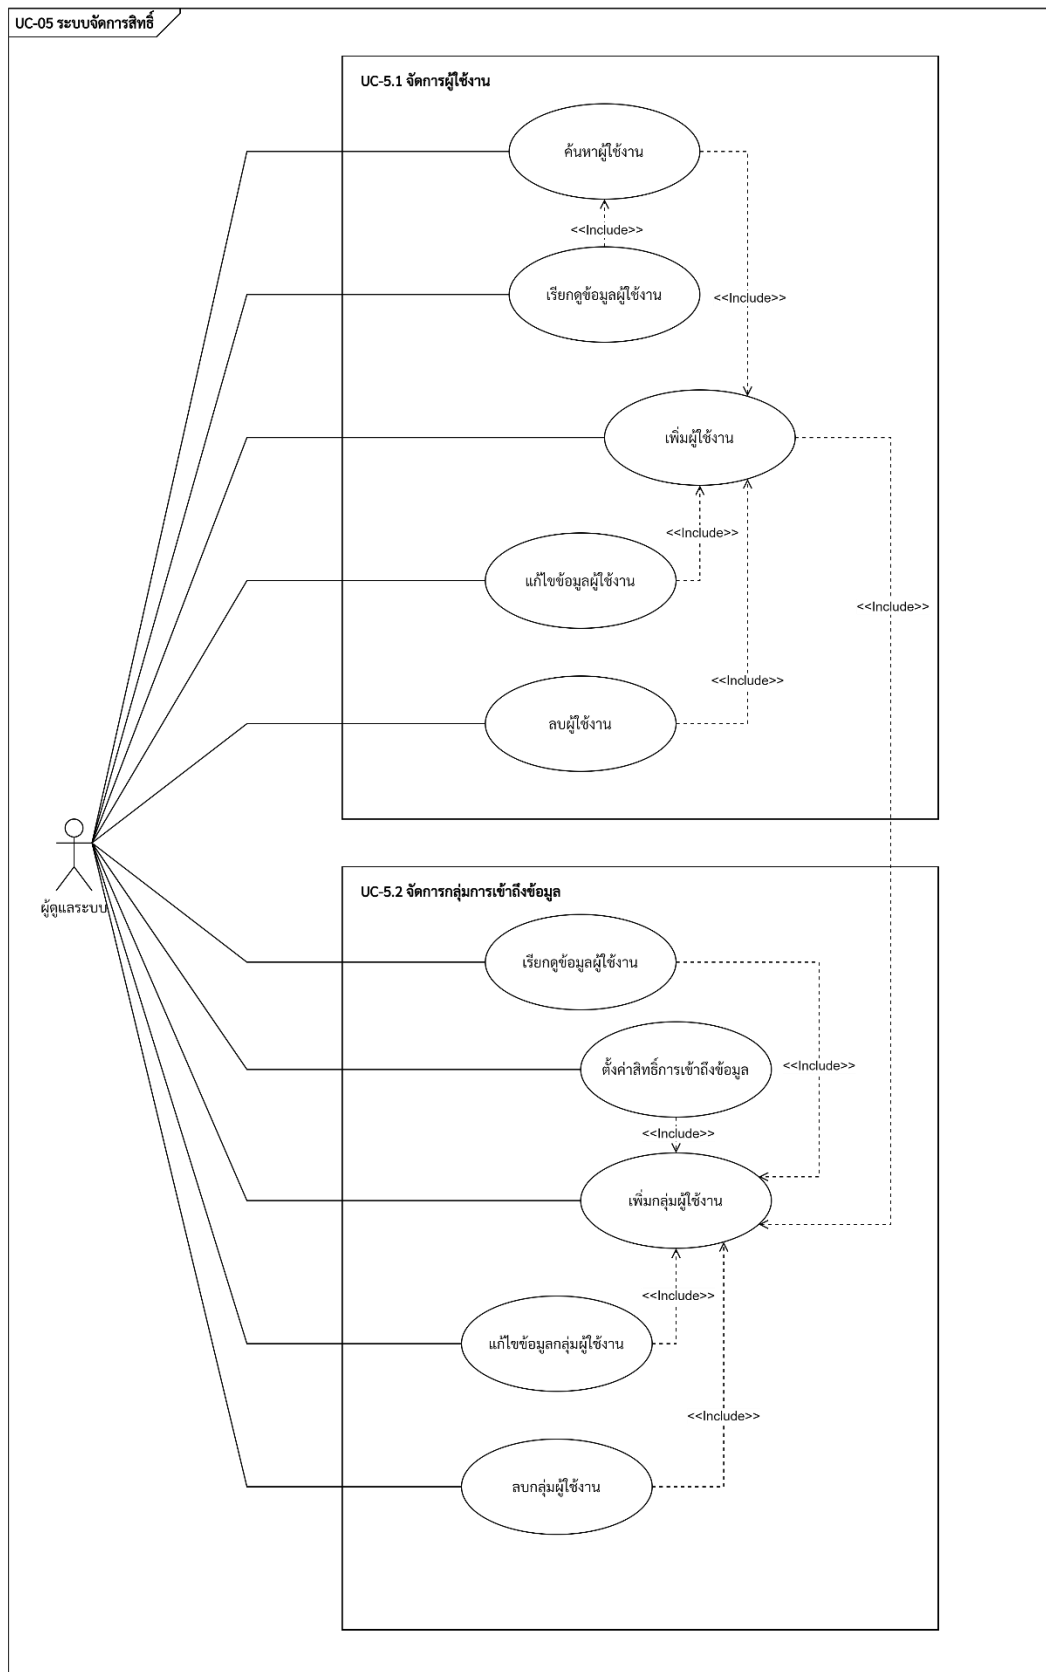 UC-05 ระบบจัดการสิทธิ์
UC-5.1 จัดการผู้ใช้งาน
ค้นหาผู้ใช้งาน
<<Include>>
เรียกดูข้อมูลผู้ใช้งาน
<<Include>>
เพิ่มผู้ใช้งาน
<<Include>>
แก้ไขข้อมูลผู้ใช้งาน
<<Include>>
<<Include>>
ลบผู้ใช้งาน
ผู้ดูแลระบบ
UC-5.2 จัดการกลุ่มการเข้าถึงข้อมูล
เรียกดูข้อมูลผู้ใช้งาน
ตั้งค่าสิทธิ์การเข้าถึงข้อมูล
<<Include>>
<<Include>>
เพิ่มกลุ่มผู้ใช้งาน
<<Include>>
แก้ไขข้อมูลกลุ่มผู้ใช้งาน
<<Include>>
ลบกลุ่มผู้ใช้งาน